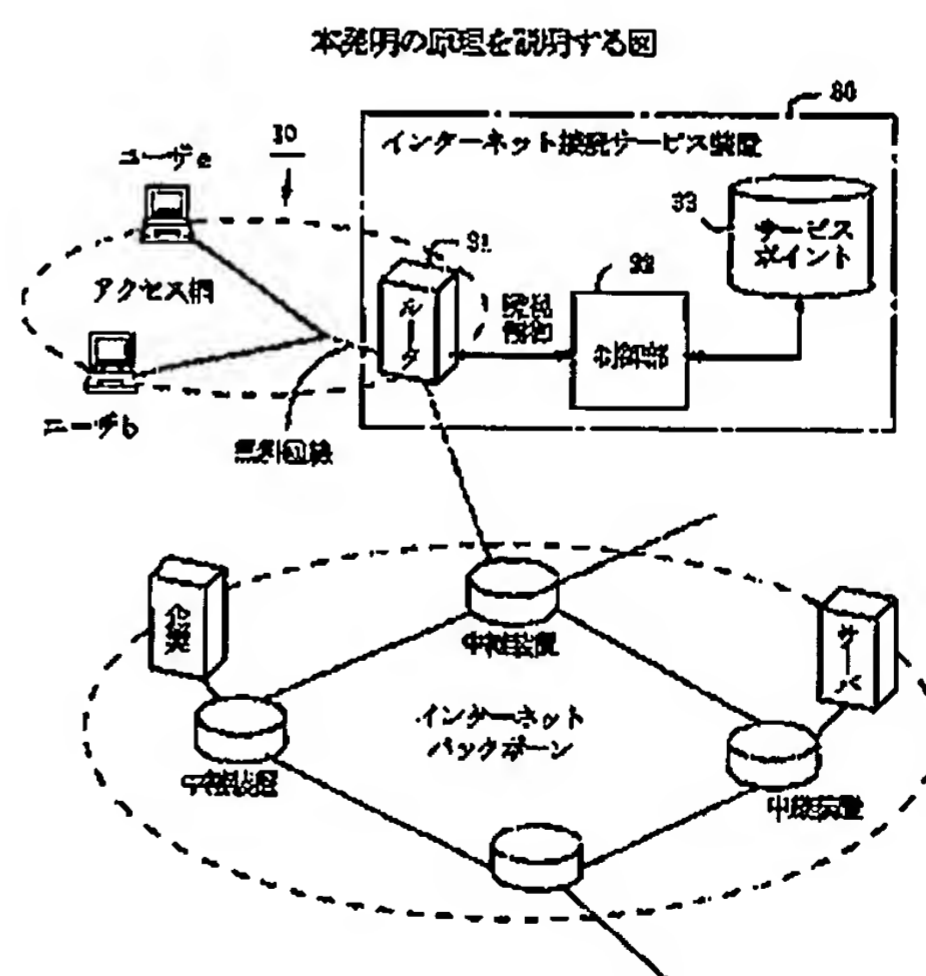 本発明の原理を説明する図
80
インターネット接続サービス装置
30
ユーザa
33
サービス
ポイント
31
アクセス網
ルータ
制御部
ユーザb
無料回線
企業
中継装置
サーバ
インターネット
バックボーン
中継装置
中継装置